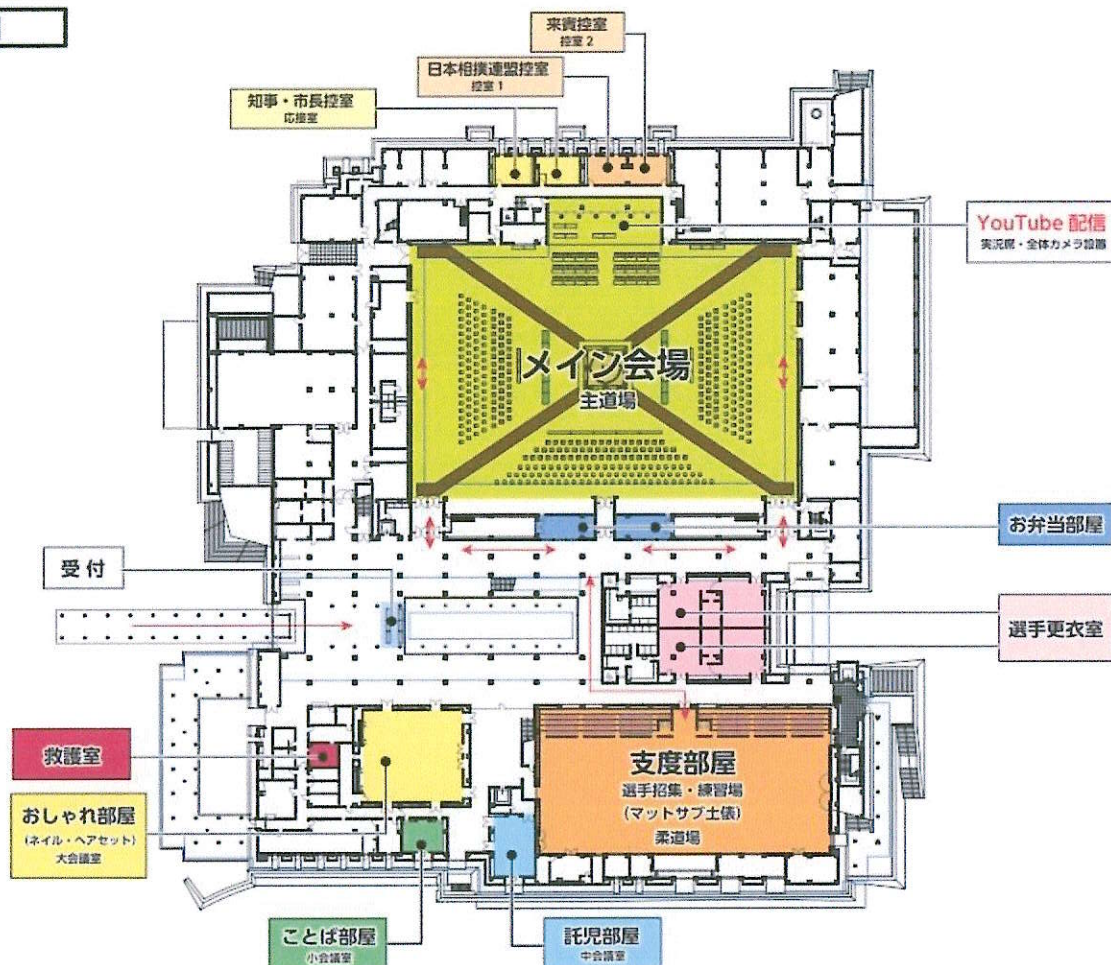 来賓控室
控室 2
日本相撲連盟控室
控室 1
知事・市長控室
応接室
YouTube 配信
実況席・全体カメラ設置
メイン会場
主道場
お弁当部屋
受 付
選手更衣室
救護室
支度部屋
選手招集・練習場
(マットサブ土俵)
柔道場
おしゃれ部屋
(ネイル・ヘアセット)
大会議室
ことば部屋
小会議室
託児部屋
中会議室